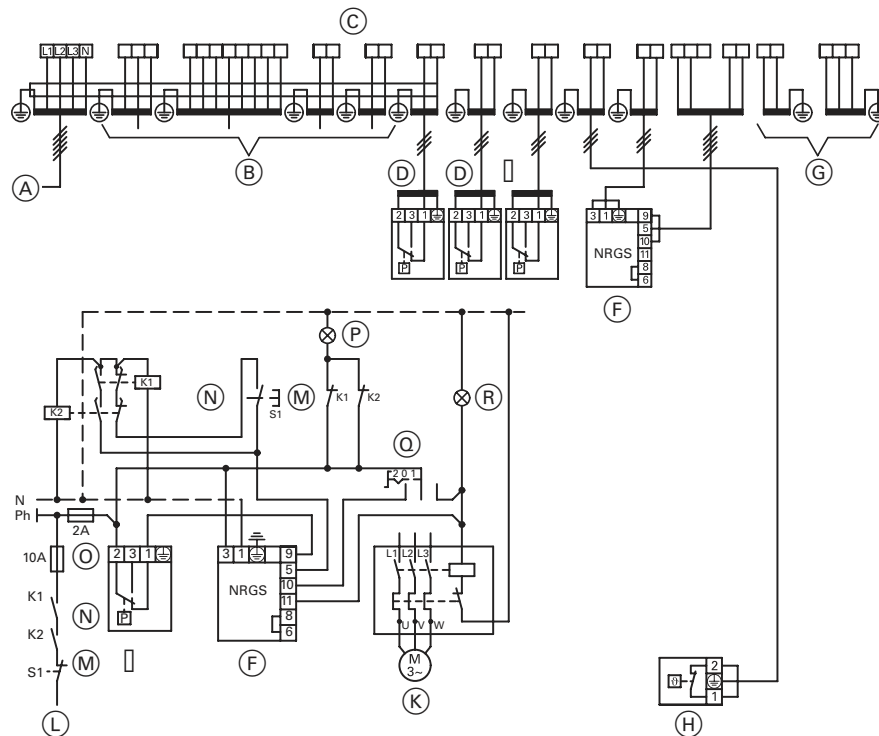 C
L1 L2 L3 N
A
B
D
D
G
2 3 1
P
2 3 1
P
2 3 1
P
3 1 9
5
10
11
8
6
NRGS
F
P
K1
K2
N
M
S1
K1
K2
R
Q
2 0 1
N
Ph
2A
10A
O
2 3 1
P
3 1 9
5
10
11
8
6
NRGS
F
L1 L2 L3
U V W
M
3~
K
K1
N
K2
S1
M
L
2
1
H